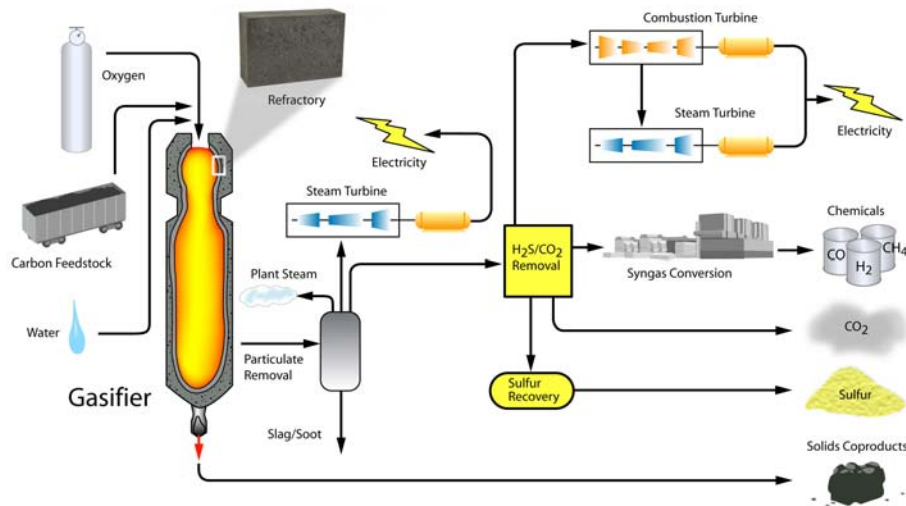 Oxygen
Refractory
Carbon Feedstock
Water
Gasifier
Combustion Turbine
Steam Turbine
Electricity
Electricity
Steam Turbine
Plant Steam
Particulate
Removal
Slag/Soot
H₂S/CO₂
Removal
Syngas Conversion
Chemicals
CO
H₂
CH₄
CO₂
Sulfur
Recovery
Sulfur
Solids Coproducts